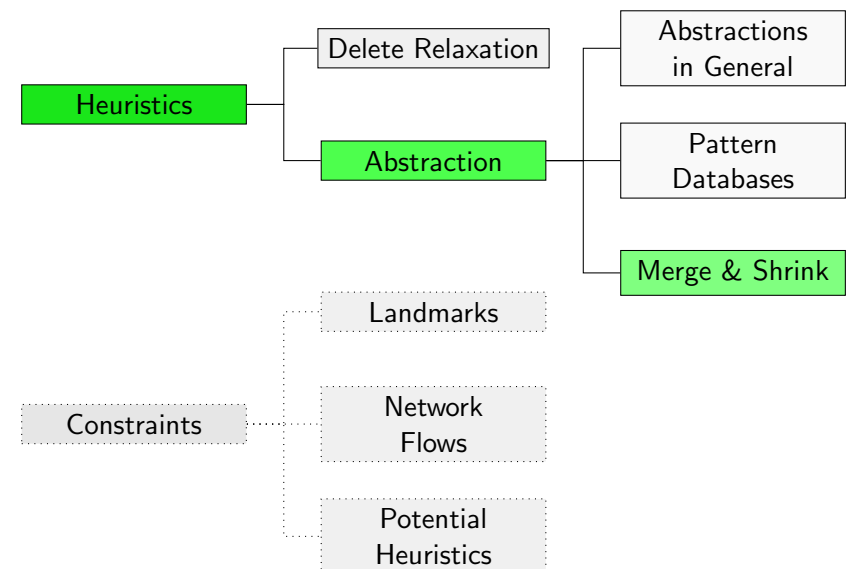 Heuristics
Delete Relaxation
Abstraction
Abstractions
in General
Pattern
Databases
Merge & Shrink
Constraints
Landmarks
Network
Flows
Potential
Heuristics